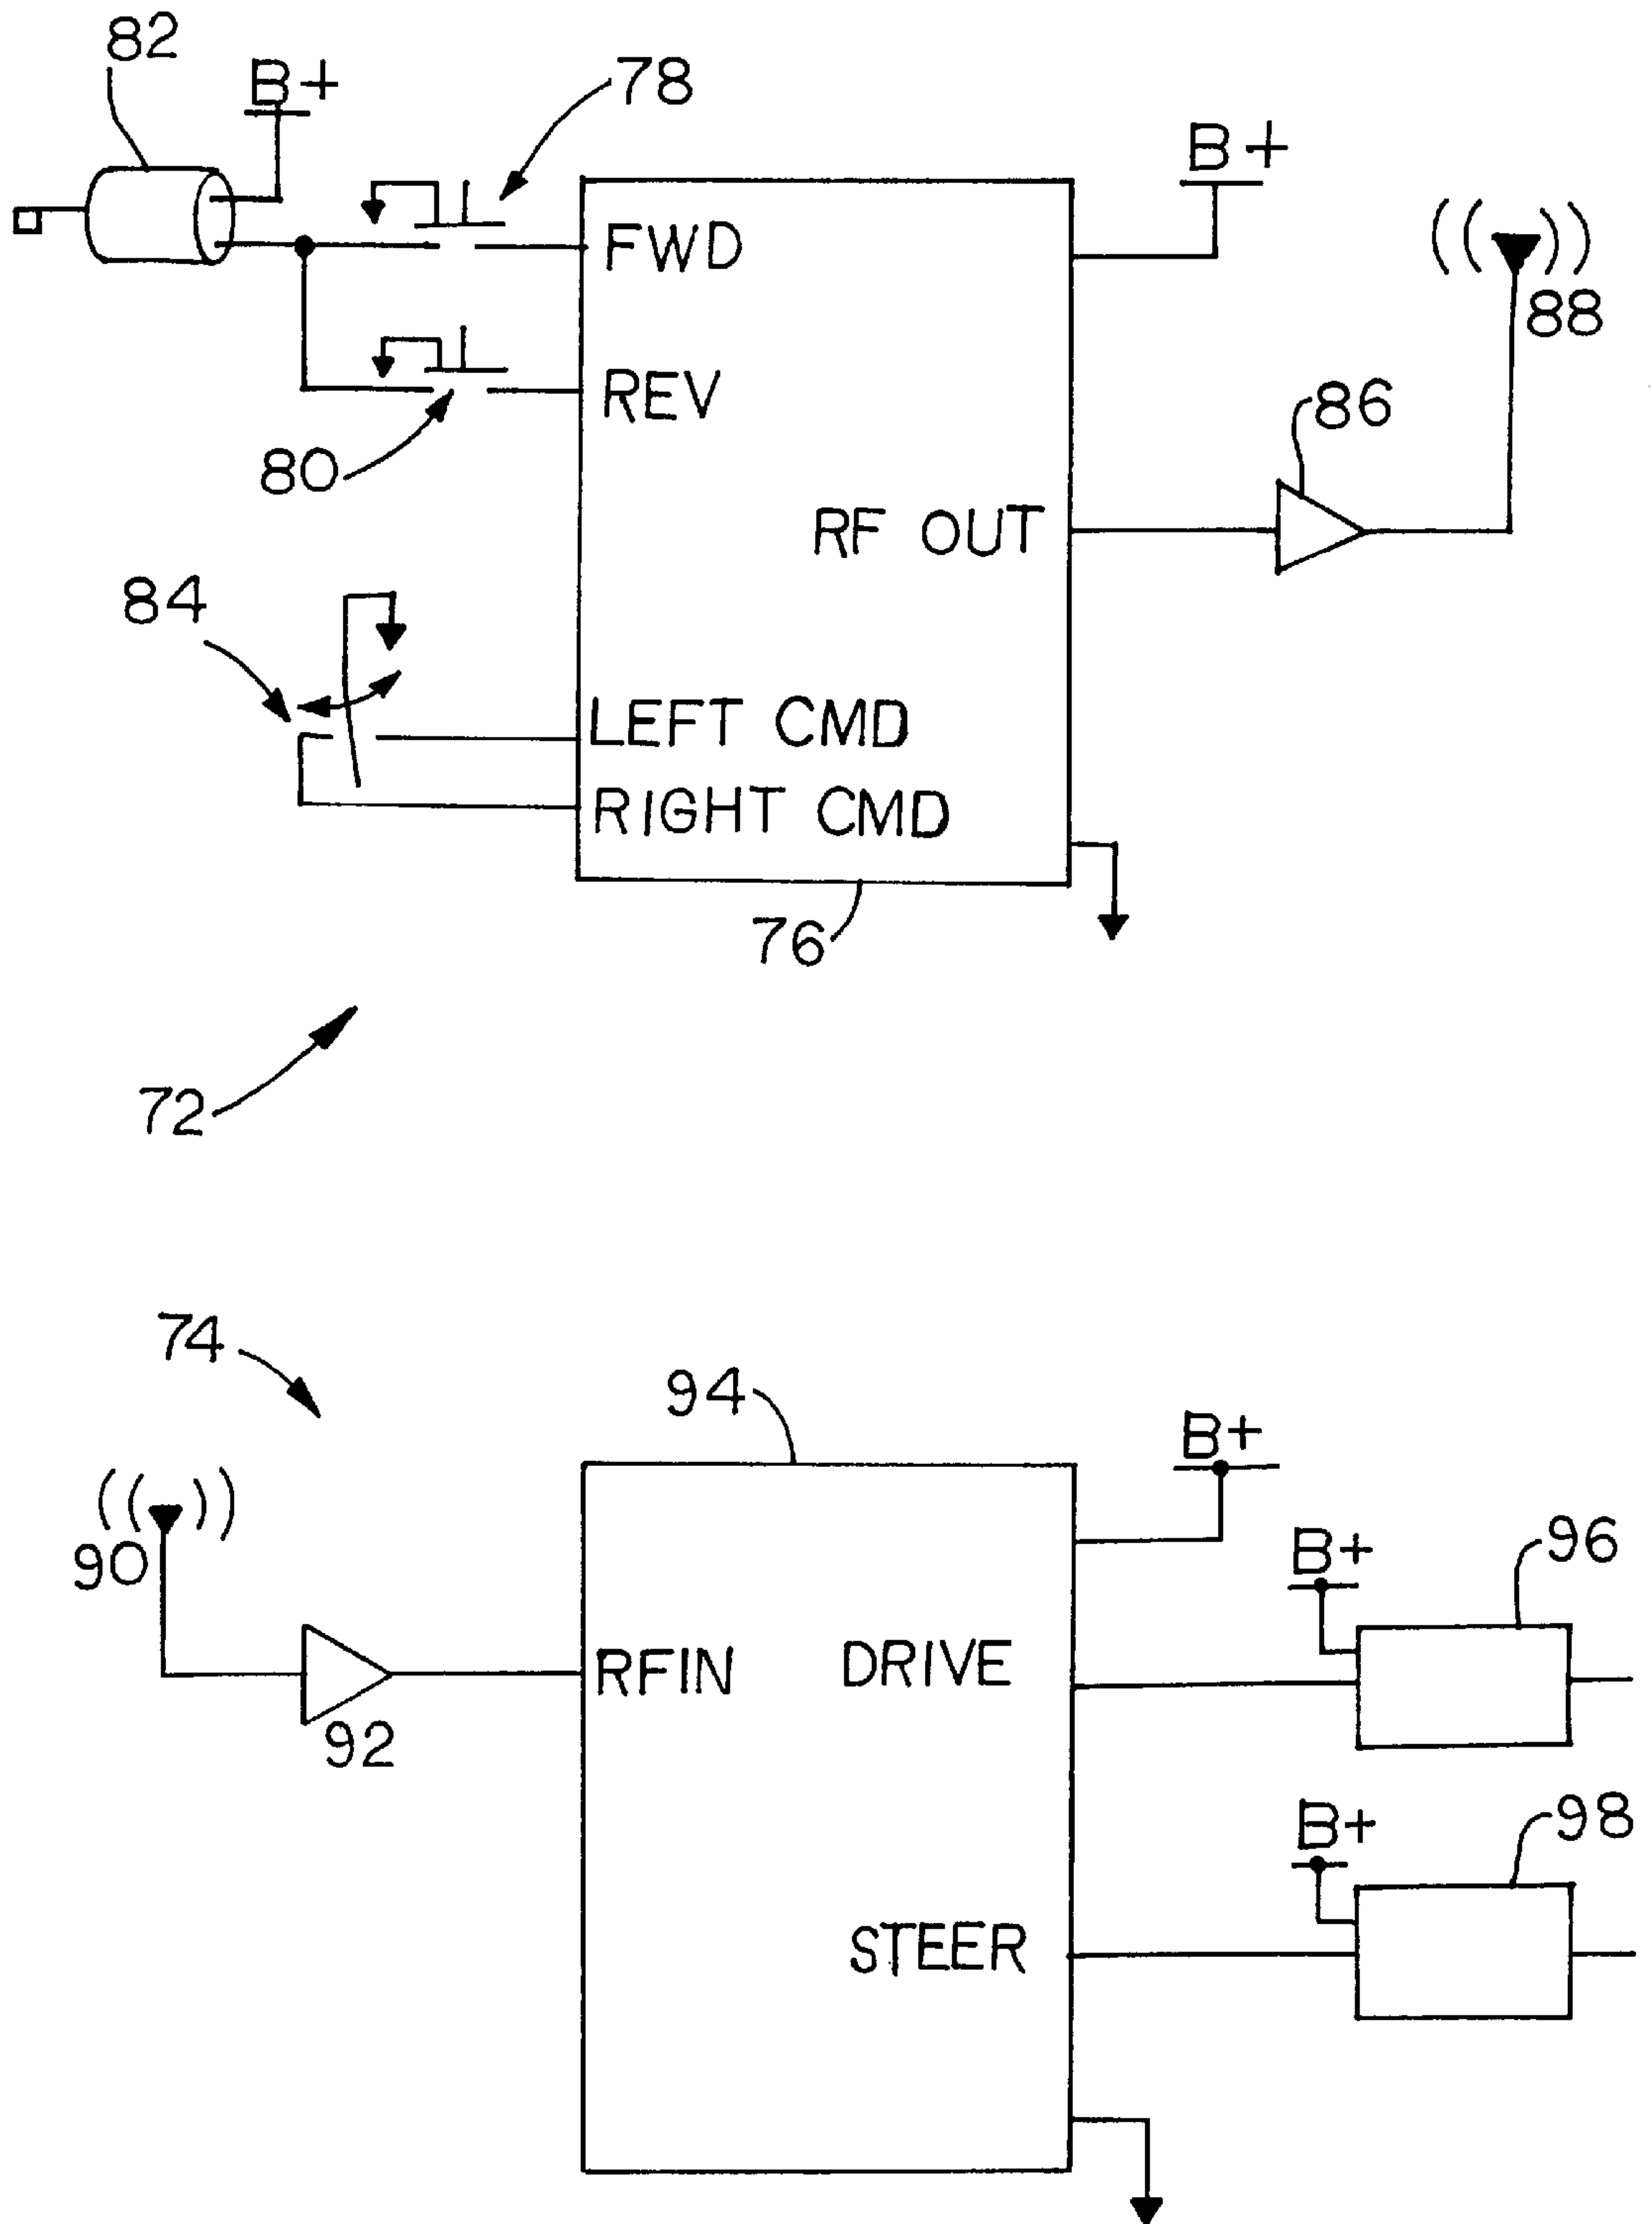 82
B+
78
B+
FWD
88
REV
86
80
RF OUT
84
LEFT CMD
RIGHT CMD
76
72
74
94
B+
90
B+
96
RFIN
DRIVE
92
B+
98
STEER